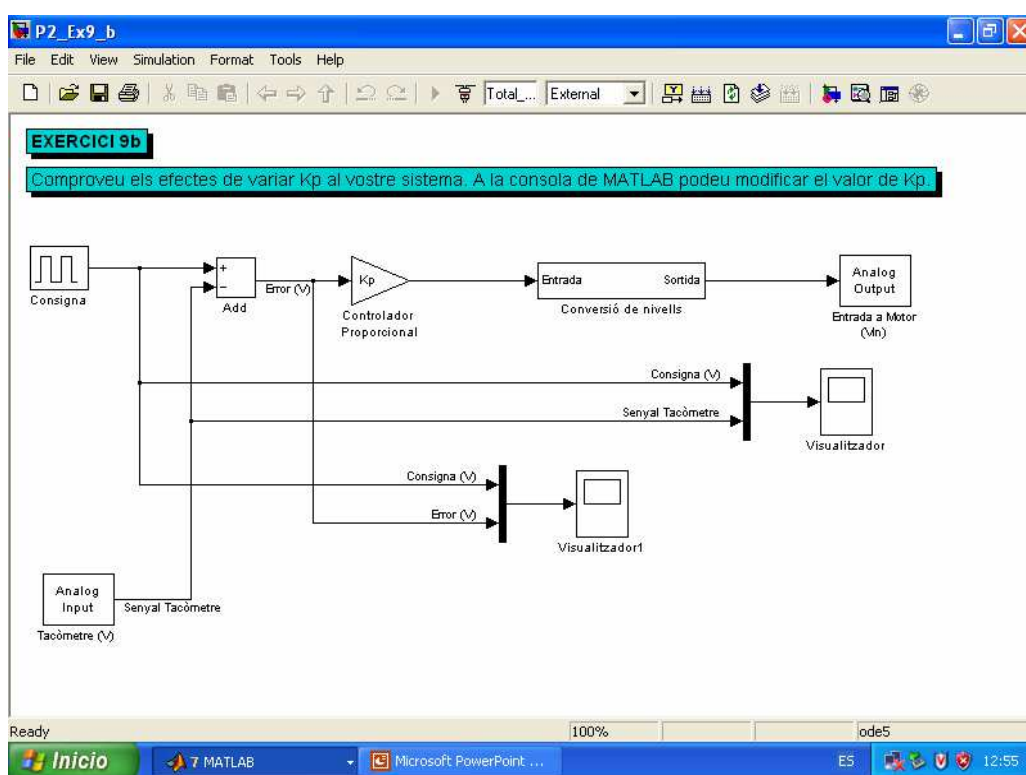 P2_Ex9_b
File Edit View Simulation Format Tools Help
Total_... External
EXERCICI 9b
Comproveu els efectes de variar Kp al vostre sistema. A la consola de MATLAB podeu modificar el valor de Kp.
Consigna
+
−
Add
Error (V)
Kp
Controlador
Proporcional
Entrada Sortida
Conversió de nivells
Analog
Output
Entrada a Motor
(Vin)
Consigna (V)
Senyal Tacòmetre
Visualitzador
Consigna (V)
Error (V)
Visualitzador1
Analog
Input
Senyal Tacòmetre
Tacòmetre (V)
Ready 100% ode5
Inicio 7 MATLAB Microsoft PowerPoint ... ES 12:55